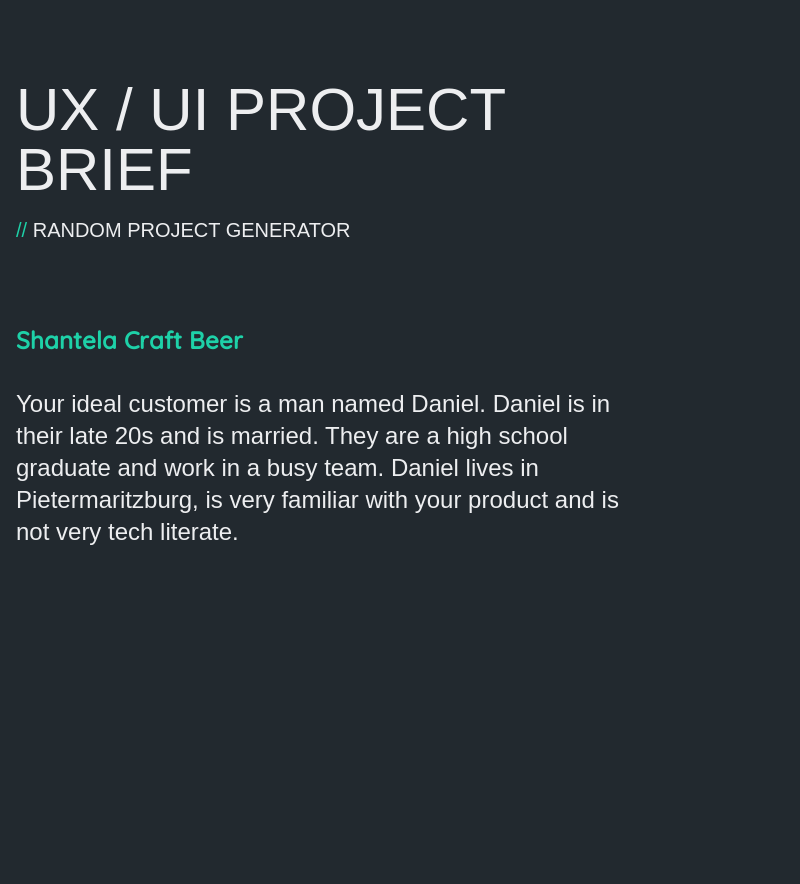 UX / UI PROJECT
BRIEF
// RANDOM PROJECT GENERATOR
Shantela Craft Beer
Your ideal customer is a man named Daniel. Daniel is in
their late 20s and is married. They are a high school
graduate and work in a busy team. Daniel lives in
Pietermaritzburg, is very familiar with your product and is
not very tech literate.